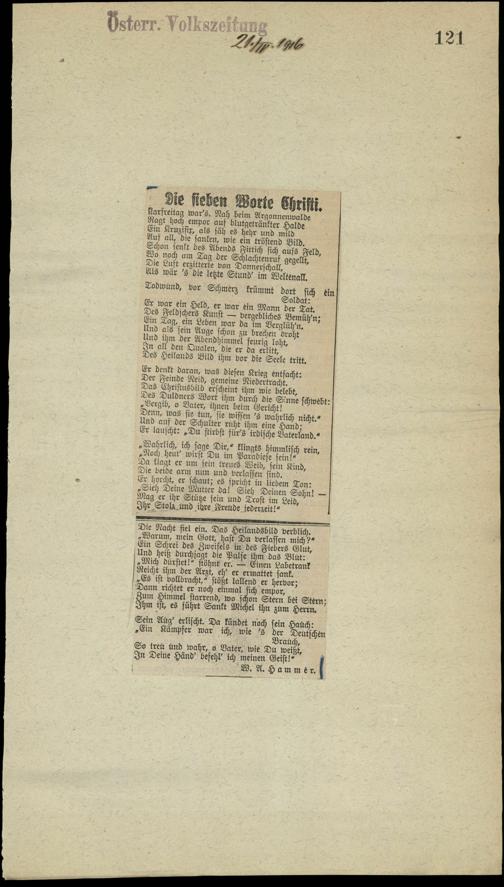 Österr. Volkszeitung
121
21./IV. 1916
Die sieben Worte Christi.
Karfreitag war's. Nah beim Argonnenwalde
Ragt hoch empor auf blutgetränkter Halde
Ein Kruzifix, als säh es hehr und mild
Auf all, die sanken, wie ein tröstend Bild.
Schon senkt des Abends Fittich sich aufs Feld,
Wo noch am Tag der Schlachtenruf gegellt,
Die Luft erzitterte von Donnerschall,
Als wär 's die letzte Stund' im Weltenall.
Todwund, vor Schmerz krümmt dort sich ein
Soldat:
Er war ein Held, er war ein Mann der Tat.
Des Feldschers Kunst — vergebliches Bemüh'n;
Ein Tag, ein Leben war da im Verglüh'n.
Und als sein Auge schon zu brechen droht
Und ihm der Abendhimmel feurig loht,
In all den Qualen, die er da erlitt,
Des Heilands Bild ihm vor die Seele tritt.
Er denkt daran, was diesen Krieg entfacht:
Der Feinde Neid, gemeine Niedertracht.
Das Christusbild erscheint ihm wie belebt,
Des Dulders Wort ihm durch die Sinne schwebt:
„Vergib, o Vater, ihnen beim Gericht!
Denn, was sie tun, sie wissen 's wahrlich nicht.“
Und auf der Schulter ruht ihm eine Hand;
Er lauscht: „Du stirbst für's irdische Vaterland.“
„Wahrlich, ich sage Dir,“ klingts himmlisch rein,
„Noch heut' wirst Du im Paradiese sein!“
Da klagt er um sein treues Weib, sein Kind,
Die beide arm nun und verlassen sind.
Er horcht, er schaut; es spricht in liebem Ton:
„Sieh Deine Mutter da! Sieh Deinen Sohn! —
Mag er ihr Stütze sein und Trost im Leid,
Ihr Stolz und ihre Freude jederzeit!“
Die Nacht fiel ein. Das Heilandsbild verblich.
„Warum, mein Gott, hast Du verlassen mich?“
Ein Schrei des Zweifels in des Fiebers Glut,
Und heiß durchjagt die Pulse ihm das Blut:
„Mich dürstet!“ stöhnt er. — Einen Labetrank
Reicht ihm der Arzt, eh' er ermattet sank.
„Es ist vollbracht,“ stößt lallend er hervor;
Dann richtet er noch einmal sich empor,
Zum Himmel starrend, wo schon Stern bei Stern;
Ihm ist, es führt Sankt Michel ihn zum Herrn.
Sein Aug' erlischt. Da kündet noch sein Hauch:
„Ein Kämpfer war ich, wie 's der Deutschen
Brauch,
So treu und wahr, o Vater, wie Du weißt,
In Deine Händ' befehl' ich meinen Geist!“
W. A. Hammer.